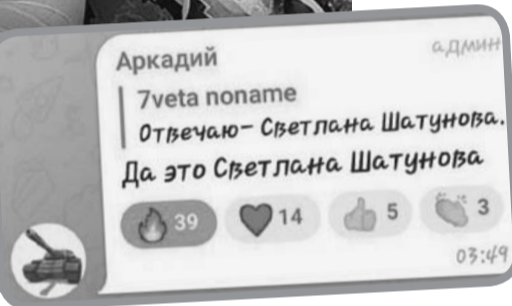 Аркадий
админ
7veta noname
Отвечаю- Светлана Шатунова.
Да это Светлана Шатунова
39 14 5 3
03:49